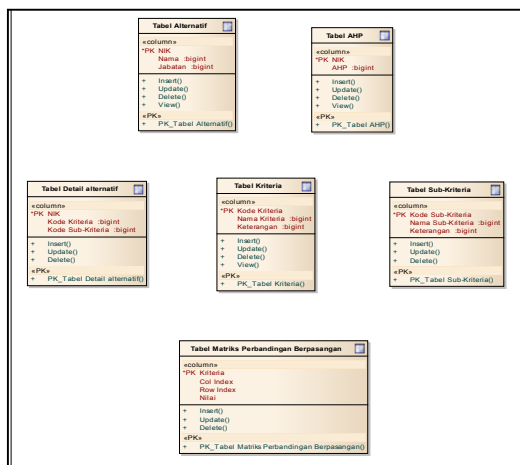 Tabel Alternatif
«column»
*PK NIK
Nama :bigint
Jabatan :bigint
+ Insert()
+ Update()
+ Delete()
+ View()
«PK»
+ PK_Tabel Alternatif()
Tabel AHP
«column»
*PK NIK
AHP :bigint
+ Insert()
+ Update()
+ Delete()
+ View()
«PK»
+ PK_Tabel AHP()
Tabel Detail alternatif
«column»
*PK NIK
Kode Kriteria :bigint
Kode Sub-Kriteria :bigint
+ Insert()
+ Update()
+ Delete()
«PK»
+ PK_Tabel Detail alternatif()
Tabel Kriteria
«column»
*PK Kode Kriteria
Nama Kriteria :bigint
Keterangan :bigint
+ Insert()
+ Update()
+ Delete()
+ View()
«PK»
+ PK_Tabel Kriteria()
Tabel Sub-Kriteria
«column»
*PK Kode Sub-Kriteria
Nama Sub-Kriteria :bigint
Keterangan :bigint
+ Insert()
+ Update()
+ Delete()
«PK»
+ PK_Tabel Sub-Kriteria()
Tabel Matriks Perbandingan Berpasangan
«column»
*PK Kriteria
Col Index
Row Index
Nilai
+ Insert()
+ Update()
+ Delete()
«PK»
+ PK_Tabel Matriks Perbandingan Berpasangan()